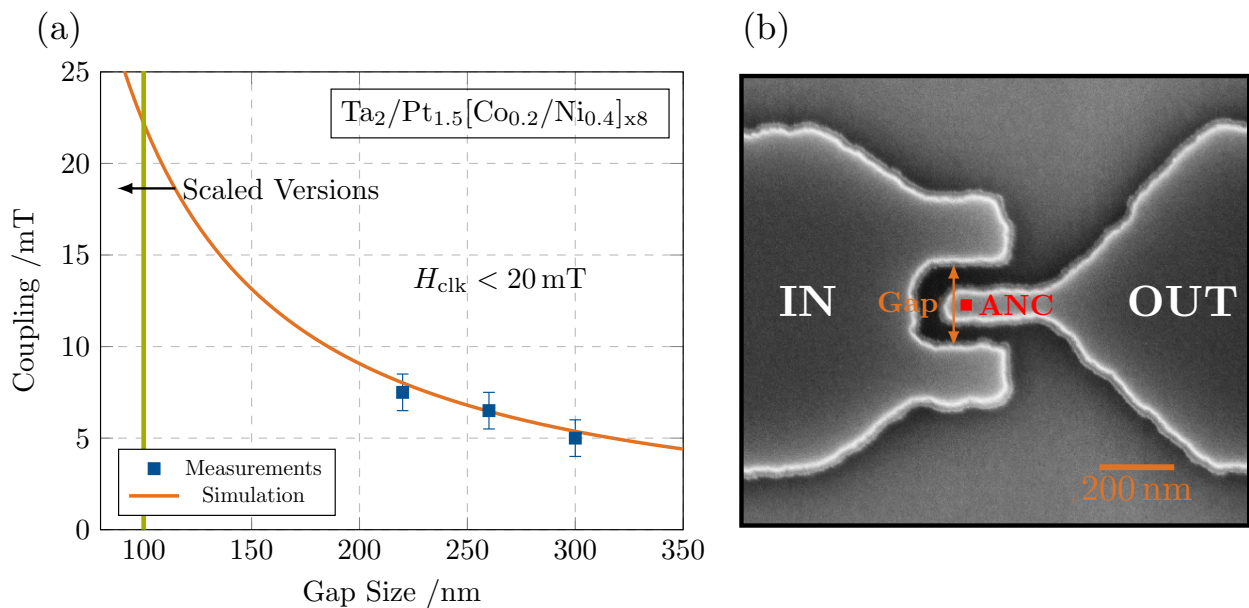 (a)
25
20
15
10
5
0
Coupling /mT
Ta₂/Pt₁.₅[Co₀.₂/Ni₀.₄]ₓ₈
Scaled Versions
H_clk < 20 mT
Measurements
Simulation
100 150 200 250 300 350
Gap Size /nm
(b)
IN
Gap
ANC
OUT
200 nm